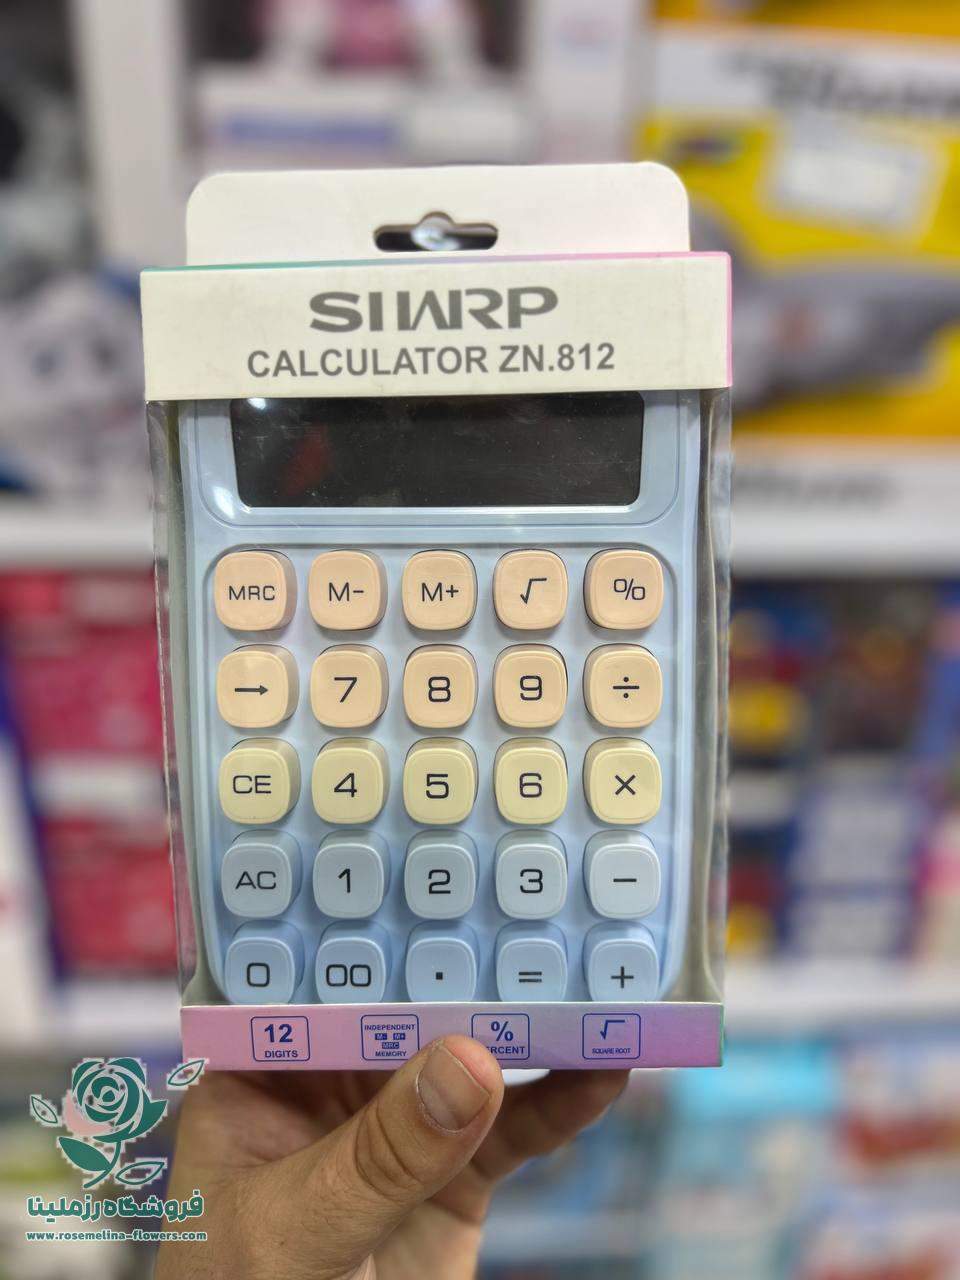 SHARP
CALCULATOR ZN.812
MRC M- M+ √ %
→ 7 8 9 ÷
CE 4 5 6 ×
AC 1 2 3 −
0 00 . = +
12
DIGITS
INDEPENDENT
M- M+
MRC
MEMORY
%
√
SQUARE ROOT
فروشگاه رزملینا
www.rosemelina-flowers.com